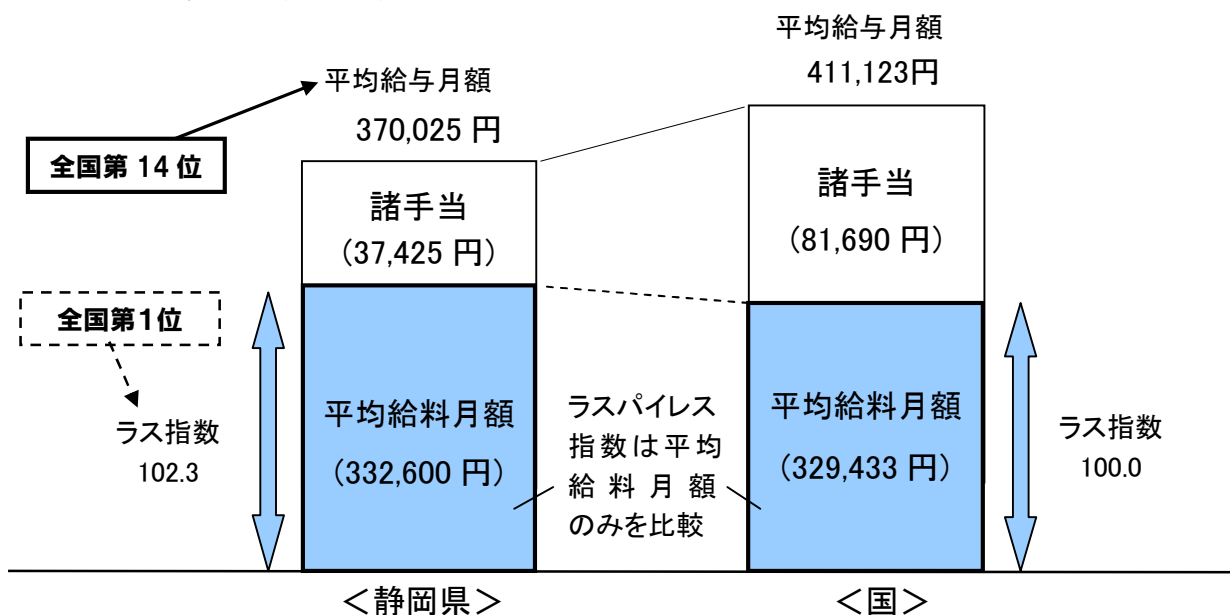 平均給与月額
411,123円
平均給与月額
370,025 円
全国第 14 位
諸手当
(37,425 円)
諸手当
(81,690 円)
全国第1位
ラス指数
102.3
平均給料月額
(332,600 円)
ラスパイレス
指数は平均
給料月額
のみを比較
平均給料月額
(329,433 円)
ラス指数
100.0
＜静岡県＞
＜国＞